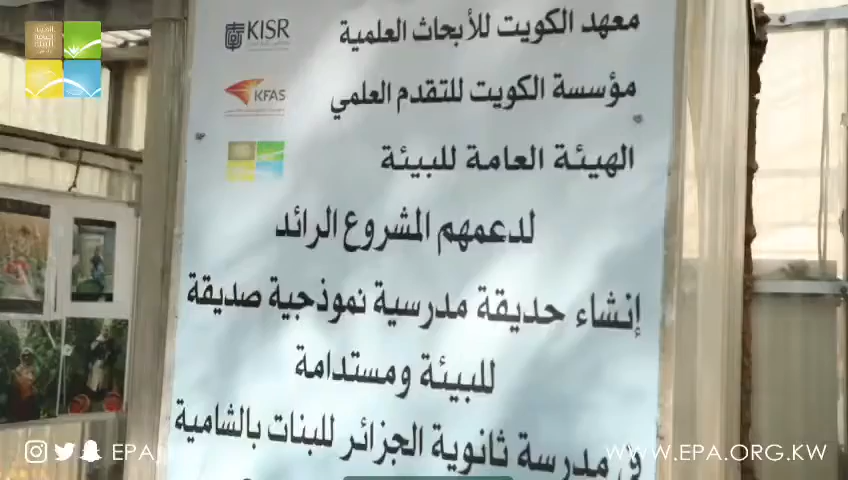 KISR
معهد الكويت للأبحاث العلمية
KFAS
مؤسسة الكويت للتقدم العلمي
الهيئة العامة للبيئة
لدعمهم المشروع الرائد
إنشاء حديقة مدرسية نموذجية صديقة
للبيئة ومستدامة
في مدرسة ثانوية الجزائر للبنات بالشامية
EPA
WWW.EPA.ORG.KW